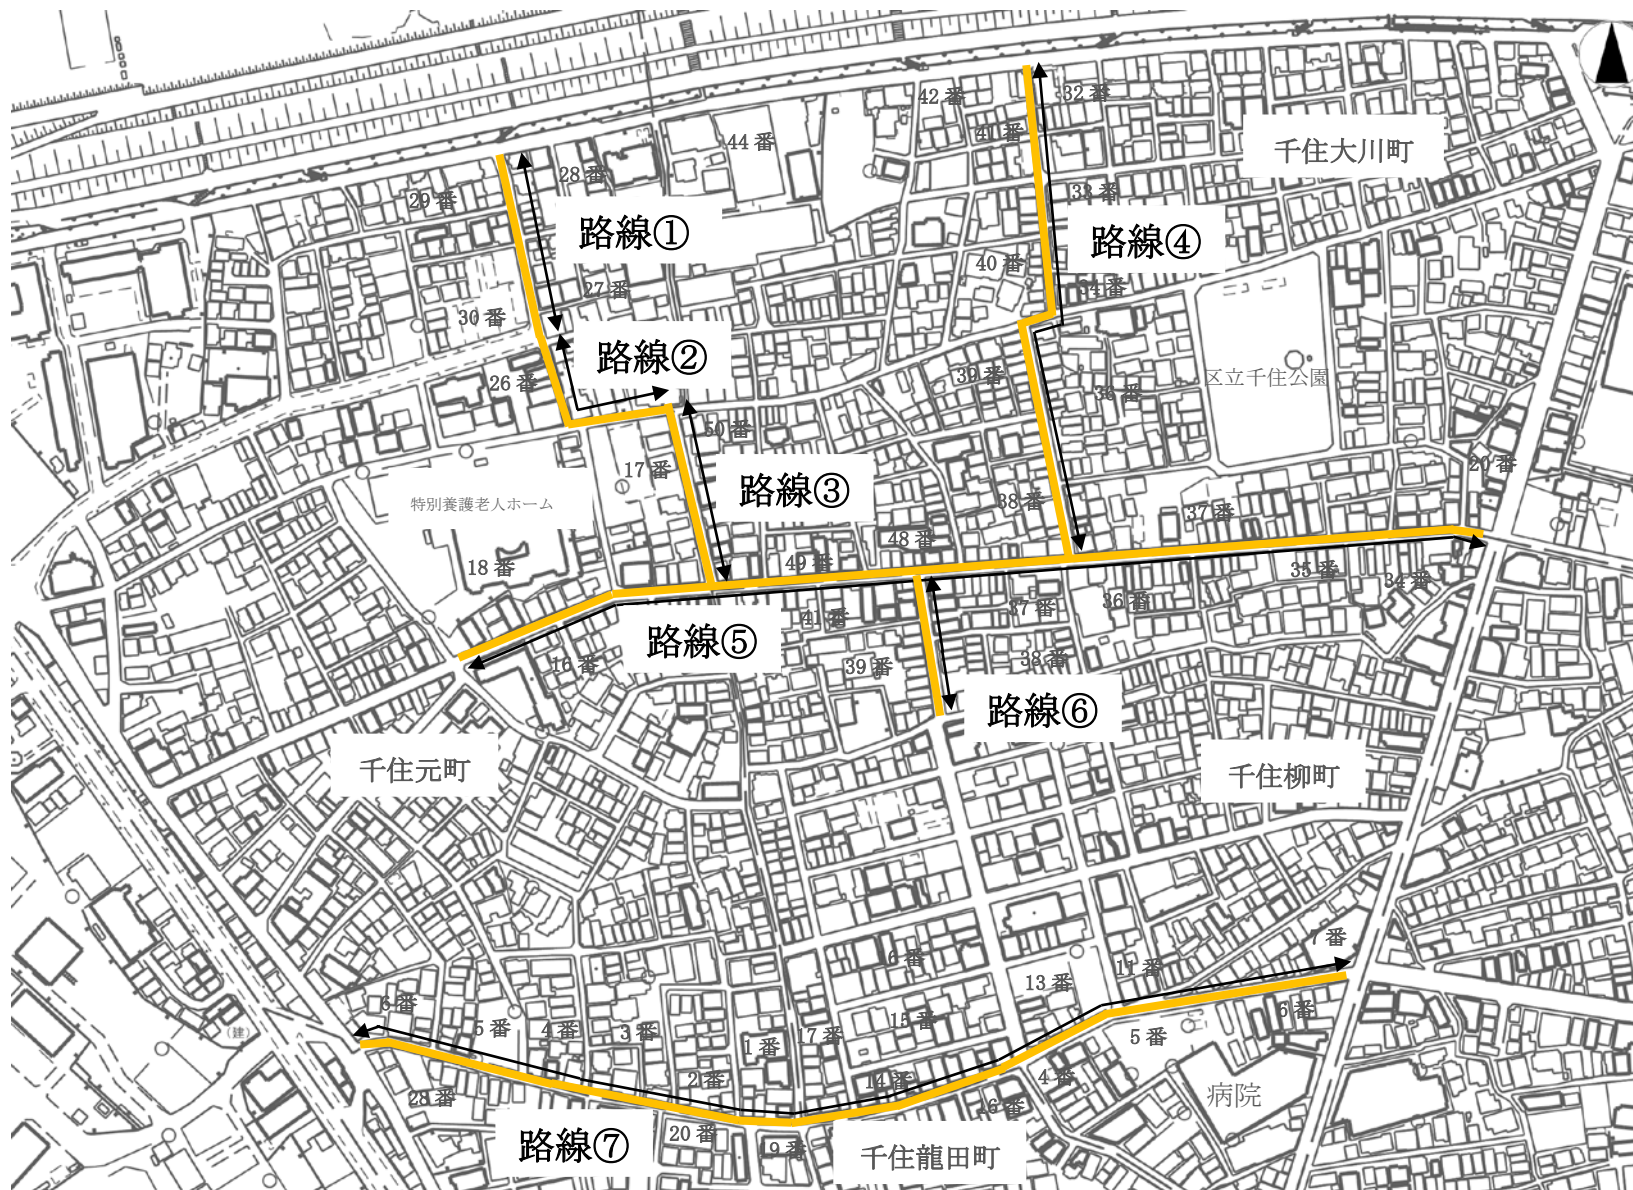 42番
32番
44番
41番
千住大川町
28番
29番
33番
路線①
路線④
40番
27番
34番
30番
路線②
26番
39番
36番
区立千住公園
50番
17番
20番
路線③
特別養護老人ホーム
38番
37番
48番
49番
18番
35番
34番
36番
37番
41番
路線⑤
16番
39番
38番
路線⑥
千住元町
千住柳町
7番
16番
11番
13番
6番
5番
4番
3番
(建)
15番
17番
6番
5番
1番
14番
2番
4番
28番
16番
病院
20番
19番
路線⑦
千住龍田町